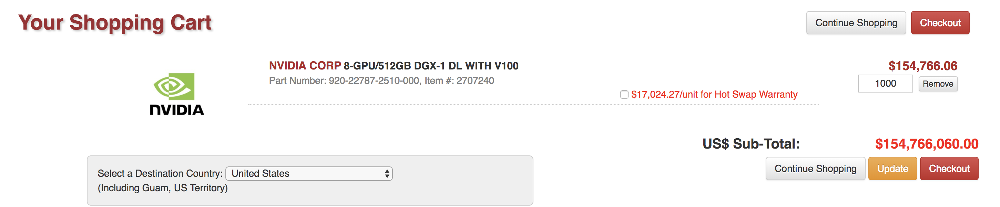 Your Shopping Cart
Continue Shopping
Checkout
NVIDIA CORP 8-GPU/512GB DGX-1 DL WITH V100
$154,766.06
Part Number: 920-22787-2510-000, Item #: 2707240
1000
Remove
$17,024.27/unit for Hot Swap Warranty
NVIDIA
US$ Sub-Total:
$154,766,060.00
Continue Shopping
Update
Checkout
Select a Destination Country:
United States
(Including Guam, US Territory)